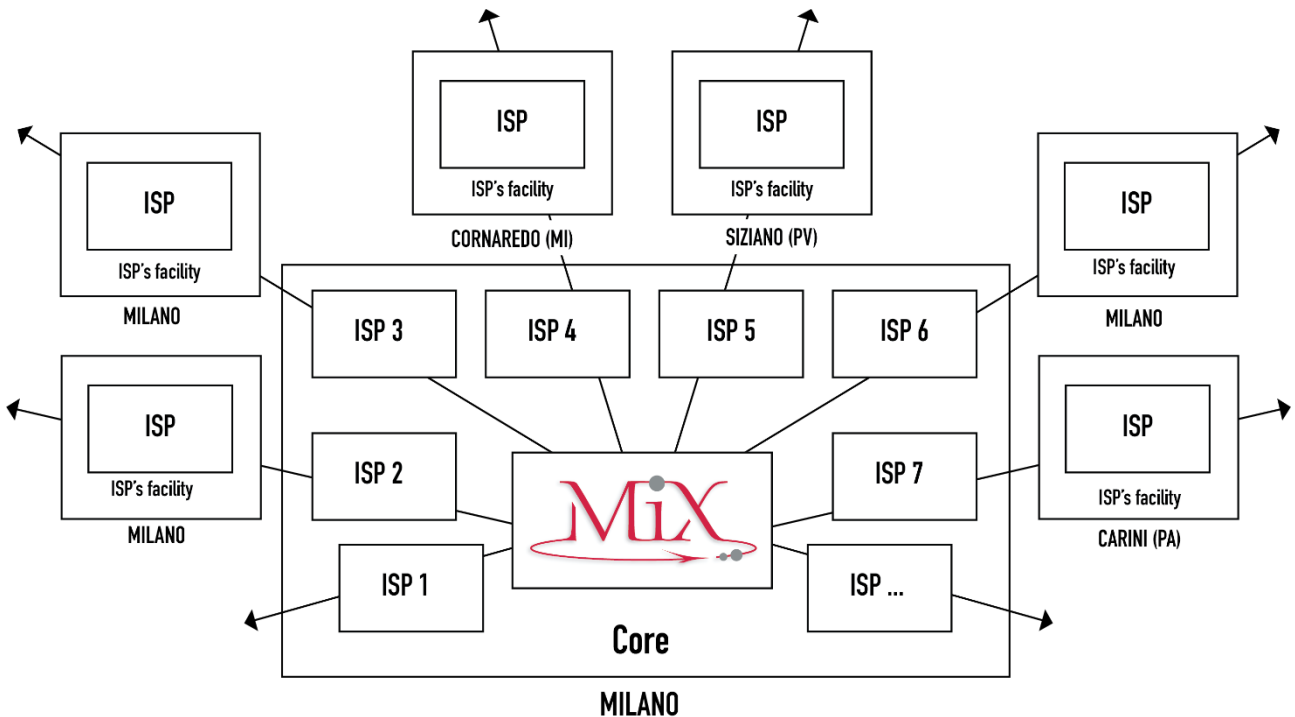 ISP
ISP's facility
CORNAREDO (MI)
ISP
ISP's facility
SIZIANO (PV)
ISP
ISP's facility
MILANO
ISP
ISP's facility
MILANO
ISP
ISP's facility
MILANO
ISP
ISP's facility
CARINI (PA)
ISP 3
ISP 4
ISP 5
ISP 6
ISP 2
ISP 7
MiX
ISP 1
ISP ...
Core
MILANO